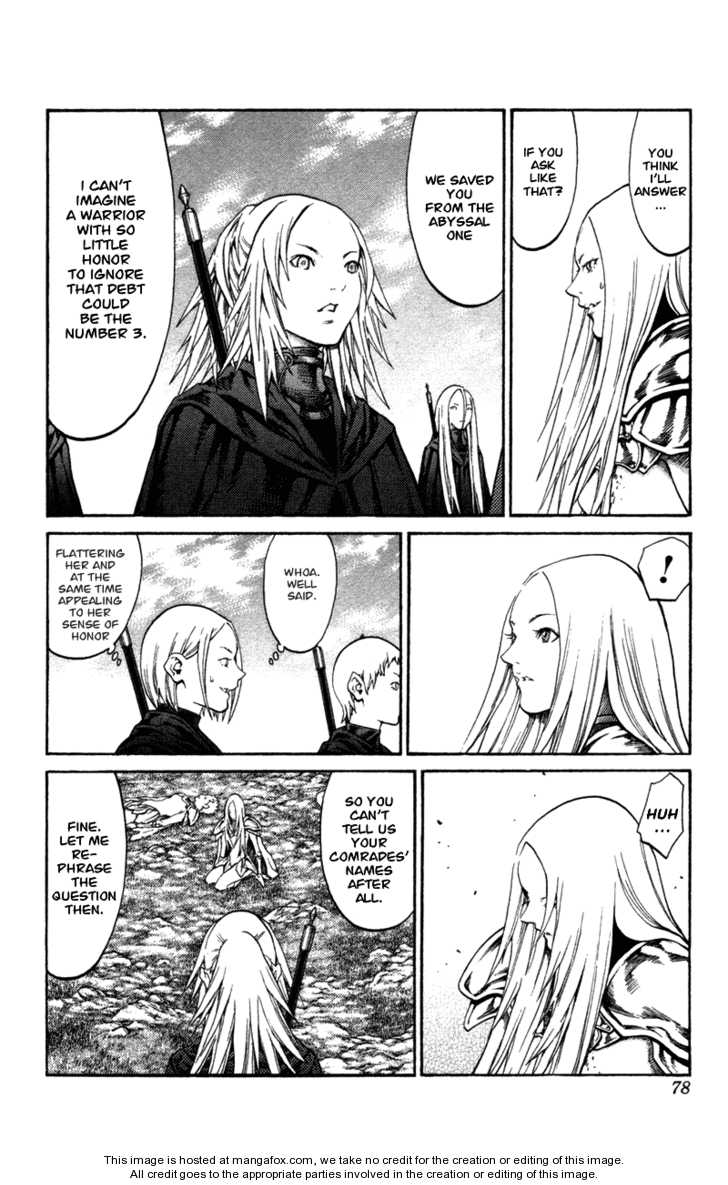 YOU
THINK
I'LL
ANSWER
...
IF YOU
ASK
LIKE
THAT?
WE SAVED
YOU
FROM THE
ABYSSAL
ONE
I CAN'T
IMAGINE
A WARRIOR
WITH SO
LITTLE
HONOR
TO IGNORE
THAT DEBT
COULD
BE THE
NUMBER 3.
!
WHOA.
WELL
SAID.
FLATTERING
HER AND
AT THE
SAME TIME
APPEALING
TO HER
SENSE OF
HONOR
HUH
...
SO YOU
CAN'T
TELL US
YOUR
COMRADES'
NAMES
AFTER
ALL.
FINE.
LET ME
RE-
PHRASE
THE
QUESTION
THEN.
78
This image is hosted at mangafox.com, we take no credit for the creation or editing of this image.
All credit goes to the appropriate parties involved in the creation or editing of this image.